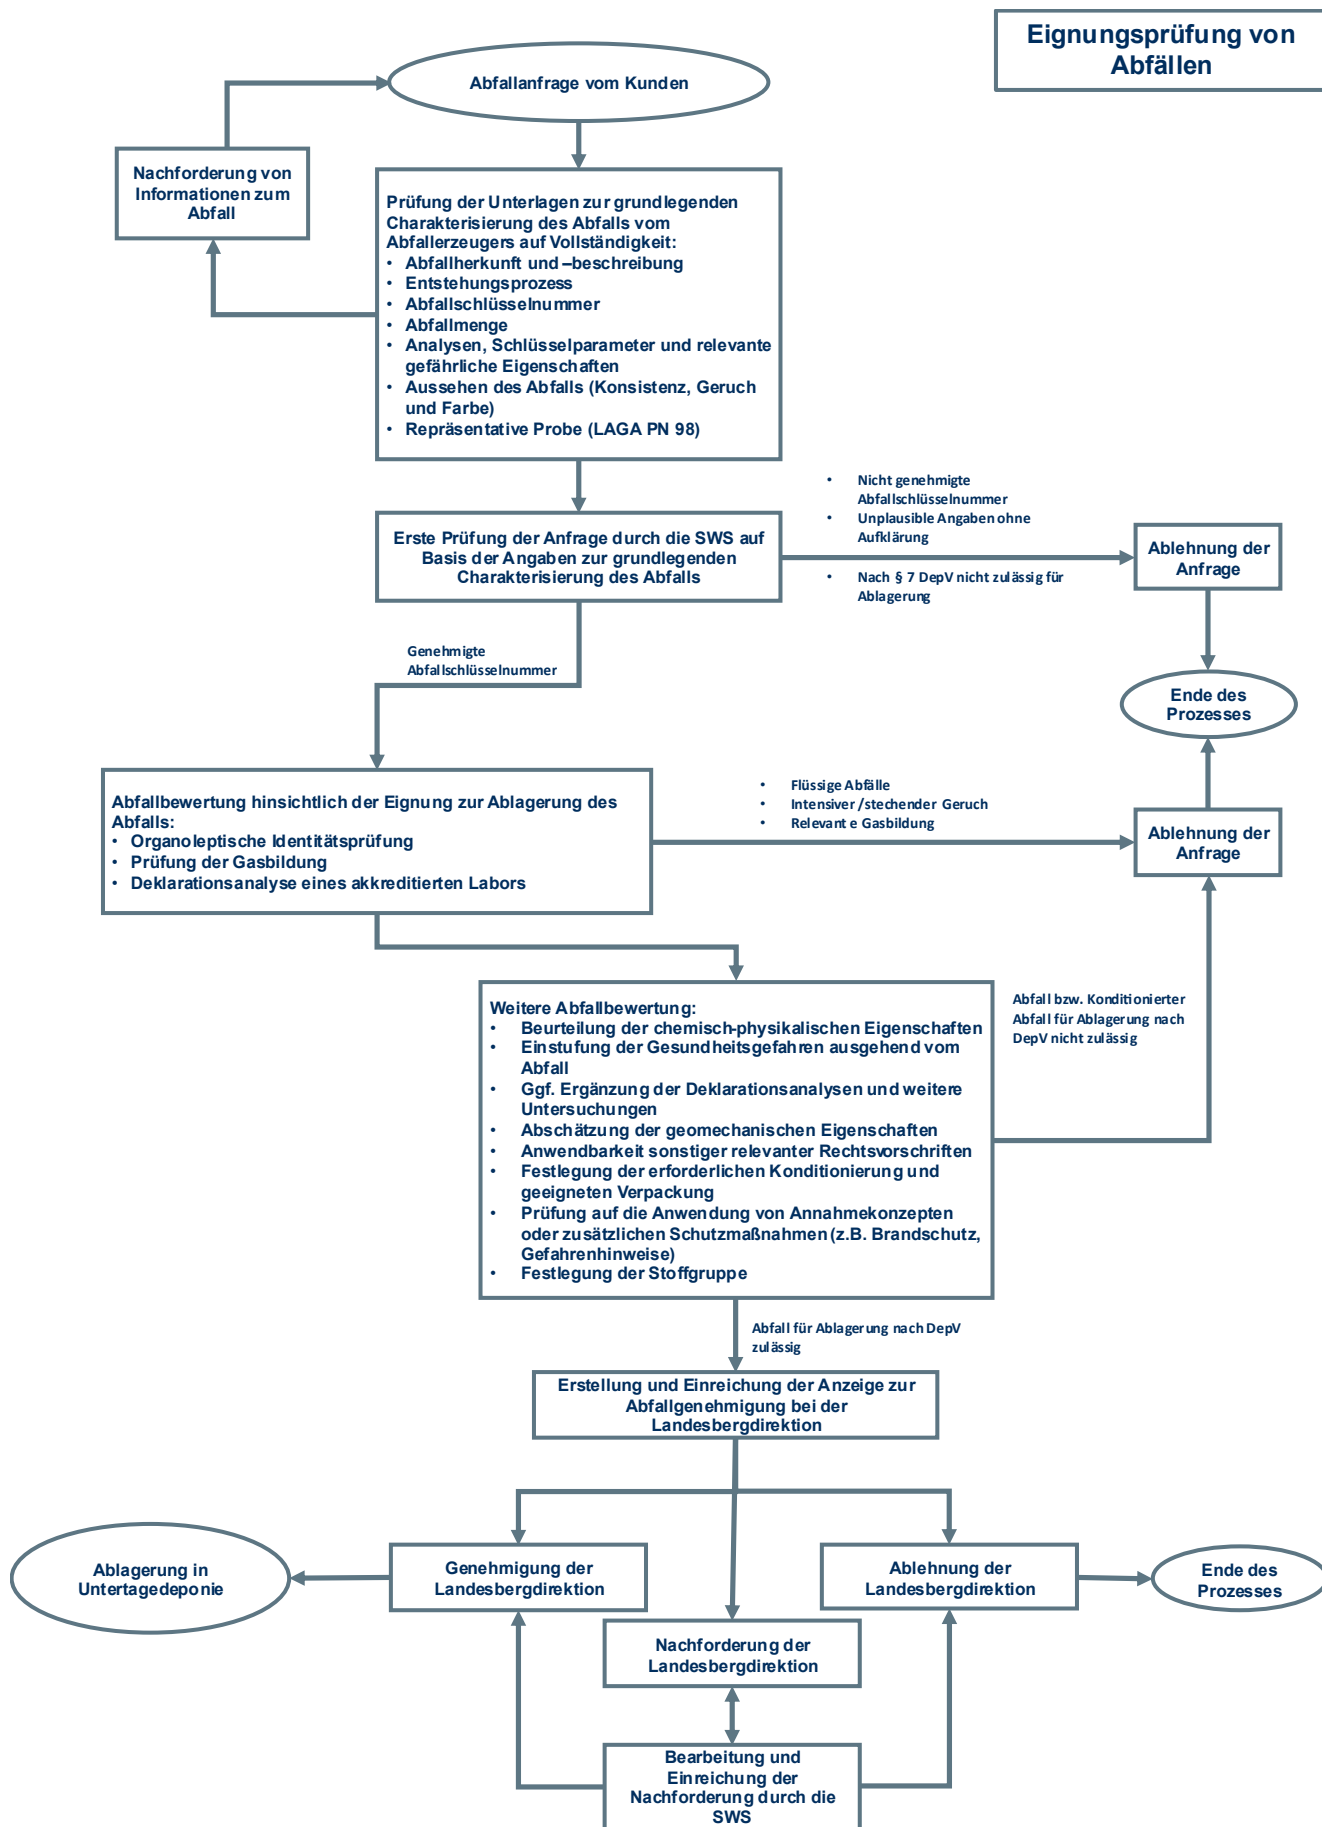 Eignungsprüfung von
Abfällen
Abfallanfrage vom Kunden
Nachforderung von
Informationen zum
Abfall
Prüfung der Unterlagen zur grundlegenden
Charakterisierung des Abfalls vom
Abfallerzeugers auf Vollständigkeit:
• Abfallherkunft und –beschreibung
• Entstehungsprozess
• Abfallschlüsselnummer
• Abfallmenge
• Analysen, Schlüsselparameter und relevante
gefährliche Eigenschaften
• Aussehen des Abfalls (Konsistenz, Geruch
und Farbe)
• Repräsentative Probe (LAGA PN 98)
• Nicht genehmigte
Abfallschlüsselnummer
• Unplausible Angaben ohne
Aufklärung
• Nach § 7 DepV nicht zulässig für
Ablagerung
Erste Prüfung der Anfrage durch die SWS auf
Basis der Angaben zur grundlegenden
Charakterisierung des Abfalls
Ablehnung der
Anfrage
Genehmigte
Abfallschlüsselnummer
Ende des
Prozesses
Abfallbewertung hinsichtlich der Eignung zur Ablagerung des
Abfalls:
• Organoleptische Identitätsprüfung
• Prüfung der Gasbildung
• Deklarationsanalyse eines akkreditierten Labors
• Flüssige Abfälle
• Intensiver /stechender Geruch
• Relevant e Gasbildung
Ablehnung der
Anfrage
Weitere Abfallbewertung:
• Beurteilung der chemisch-physikalischen Eigenschaften
• Einstufung der Gesundheitsgefahren ausgehend vom
Abfall
• Ggf. Ergänzung der Deklarationsanalysen und weitere
Untersuchungen
• Abschätzung der geomechanischen Eigenschaften
• Anwendbarkeit sonstiger relevanter Rechtsvorschriften
• Festlegung der erforderlichen Konditionierung und
geeigneten Verpackung
• Prüfung auf die Anwendung von Annahmekonzepten
oder zusätzlichen Schutzmaßnahmen (z.B. Brandschutz,
Gefahrenhinweise)
• Festlegung der Stoffgruppe
Abfall bzw. Konditionierter
Abfall für Ablagerung nach
DepV nicht zulässig
Abfall für Ablagerung nach DepV
zulässig
Erstellung und Einreichung der Anzeige zur
Abfallgenehmigung bei der
Landesbergdirektion
Ablagerung in
Untertagedeponie
Genehmigung der
Landesbergdirektion
Ablehnung der
Landesbergdirektion
Ende des
Prozesses
Nachforderung der
Landesbergdirektion
Bearbeitung und
Einreichung der
Nachforderung durch die
SWS